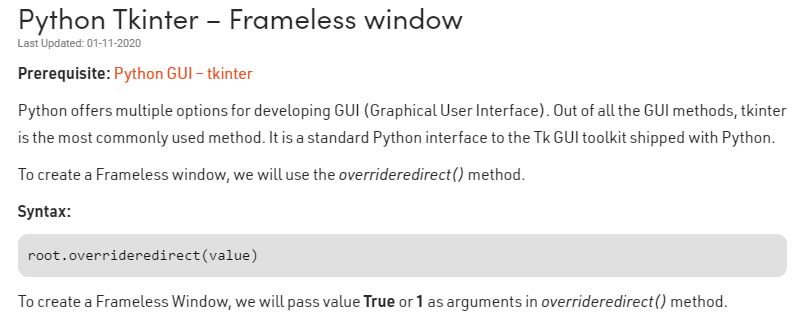 Python Tkinter – Frameless window
Last Updated: 01-11-2020
Prerequisite: Python GUI – tkinter
Python offers multiple options for developing GUI (Graphical User Interface). Out of all the GUI methods, tkinter
is the most commonly used method. It is a standard Python interface to the Tk GUI toolkit shipped with Python.
To create a Frameless window, we will use the overrideredirect() method.
Syntax:
root.overrideredirect(value)
To create a Frameless Window, we will pass value True or 1 as arguments in overrideredirect() method.